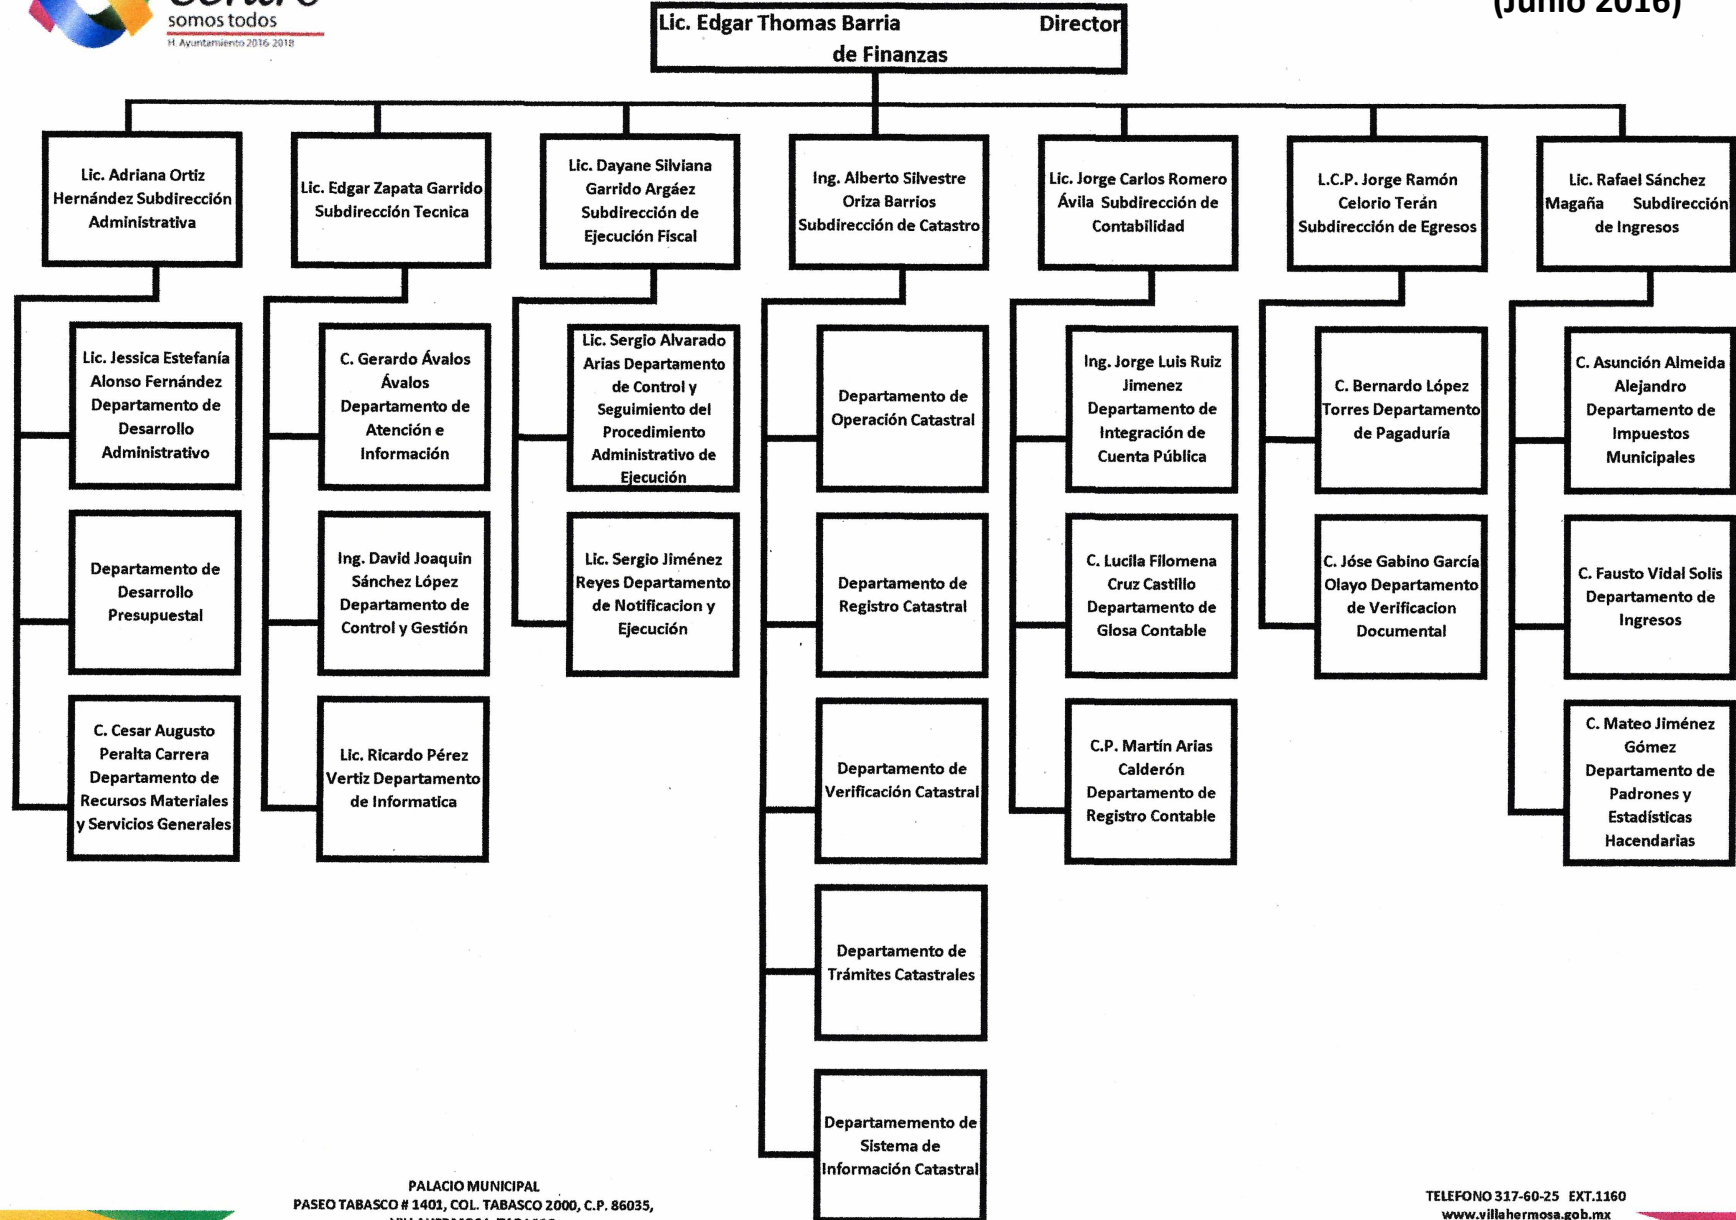 somos todos
H. Ayuntamiento 2016-2018
(Junio 2016)
Lic. Edgar Thomas Barria Director
de Finanzas
Lic. Adriana Ortiz
Hernández Subdirección
Administrativa
Lic. Edgar Zapata Garrido
Subdirección Tecnica
Lic. Dayane Silviana
Garrido Argáez
Subdirección de
Ejecución Fiscal
Ing. Alberto Silvestre
Oriza Barrios
Subdirección de Catastro
Lic. Jorge Carlos Romero
Ávila Subdirección de
Contabilidad
L.C.P. Jorge Ramón
Celorio Terán
Subdirección de Egresos
Lic. Rafael Sánchez
Magaña Subdirección
de Ingresos
Lic. Jessica Estefanía
Alonso Fernández
Departamento de
Desarrollo
Administrativo
Departamento de
Desarrollo
Presupuestal
C. Cesar Augusto
Peralta Carrera
Departamento de
Recursos Materiales
y Servicios Generales
C. Gerardo Ávalos
Ávalos
Departamento de
Atención e
Información
Ing. David Joaquin
Sánchez López
Departamento de
Control y Gestión
Lic. Ricardo Pérez
Vertiz Departamento
de Informatica
Lic. Sergio Alvarado
Arias Departamento
de Control y
Seguimiento del
Procedimiento
Administrativo de
Ejecución
Lic. Sergio Jiménez
Reyes Departamento
de Notificacion y
Ejecución
Departamento de
Operación Catastral
Departamento de
Registro Catastral
Departamento de
Verificación Catastral
Departamento de
Trámites Catastrales
Departamemento de
Sistema de
Información Catastral
Ing. Jorge Luis Ruiz
Jimenez
Departamento de
Integración de
Cuenta Pública
C. Lucila Filomena
Cruz Castillo
Departamento de
Glosa Contable
C.P. Martín Arias
Calderón
Departamento de
Registro Contable
C. Bernardo López
Torres Departamento
de Pagaduría
C. Jóse Gabino García
Olayo Departamento
de Verificacion
Documental
C. Asunción Almeida
Alejandro
Departamento de
Impuestos
Municipales
C. Fausto Vidal Solis
Departamento de
Ingresos
C. Mateo Jiménez
Gómez
Departamento de
Padrones y
Estadísticas
Hacendarias
PALACIO MUNICIPAL
PASEO TABASCO # 1401, COL. TABASCO 2000, C.P. 86035,
TELEFONO 317-60-25 EXT.1160
www.villahermosa.gob.mx